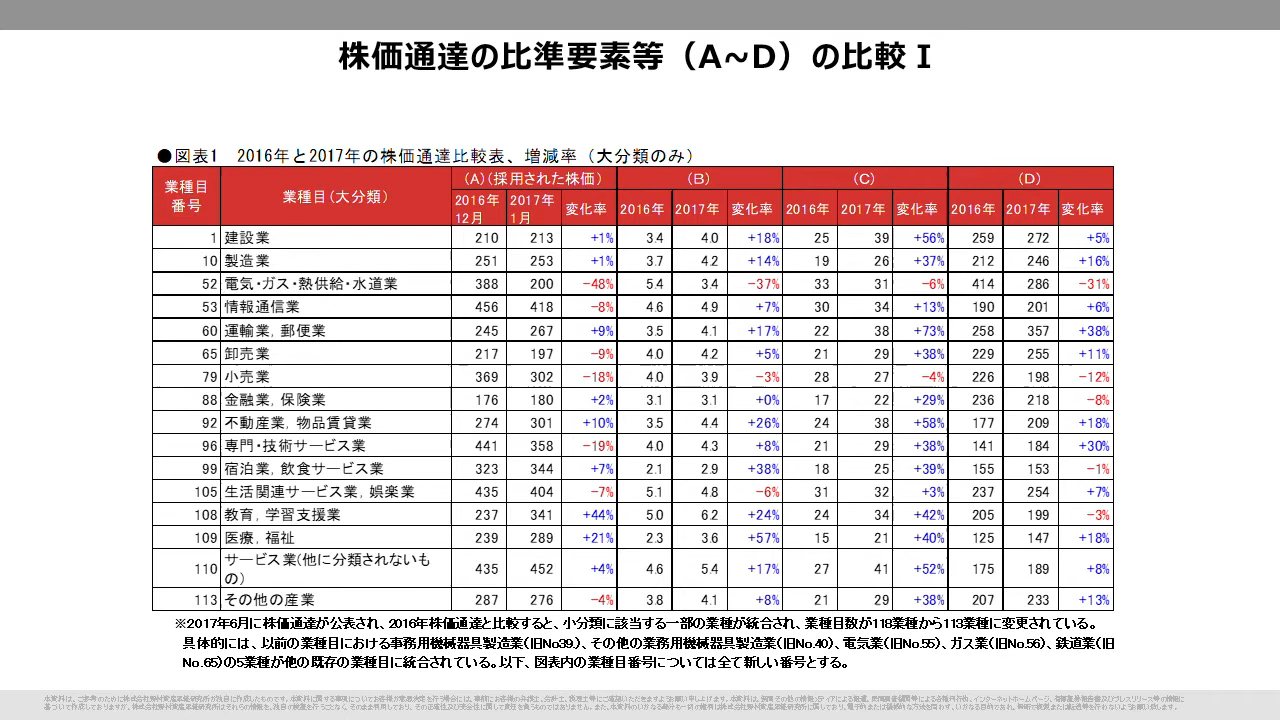 株価通達の比準要素等（A~D）の比較Ⅰ
●図表1　2016年と2017年の株価通達比較表、増減率（大分類のみ）
業種目番号 業種目（大分類） （A）（採用された株価） （B） （C） （D）
2016年12月 2017年1月 変化率 2016年 2017年 変化率 2016年 2017年 変化率 2016年 2017年 変化率
1 建設業 210 213 +1% 3.4 4.0 +18% 25 39 +56% 259 272 +5%
10 製造業 251 253 +1% 3.7 4.2 +14% 19 26 +37% 212 246 +16%
52 電気・ガス・熱供給・水道業 388 200 −48% 5.4 3.4 −37% 33 31 −6% 414 286 −31%
53 情報通信業 456 418 −8% 4.6 4.9 +7% 30 34 +13% 190 201 +6%
60 運輸業，郵便業 245 267 +9% 3.5 4.1 +17% 22 38 +73% 258 357 +38%
65 卸売業 217 197 −9% 4.0 4.2 +5% 21 29 +38% 229 255 +11%
79 小売業 369 302 −18% 4.0 3.9 −3% 28 27 −4% 226 198 −12%
88 金融業，保険業 176 180 +2% 3.1 3.1 +0% 17 22 +29% 236 218 −8%
92 不動産業，物品賃貸業 274 301 +10% 3.5 4.4 +26% 24 38 +58% 177 209 +18%
96 専門・技術サービス業 441 358 −19% 4.0 4.3 +8% 21 29 +38% 141 184 +30%
99 宿泊業，飲食サービス業 323 344 +7% 2.1 2.9 +38% 18 25 +39% 155 153 −1%
105 生活関連サービス業，娯楽業 435 404 −7% 5.1 4.8 −6% 31 32 +3% 237 254 +7%
108 教育，学習支援業 237 341 +44% 5.0 6.2 +24% 24 34 +42% 205 199 −3%
109 医療，福祉 239 289 +21% 2.3 3.6 +57% 15 21 +40% 125 147 +18%
110 サービス業（他に分類されないもの） 435 452 +4% 4.6 5.4 +17% 27 41 +52% 175 189 +8%
113 その他の産業 287 276 −4% 3.8 4.1 +8% 21 29 +38% 207 233 +13%
※2017年6月に株価通達が公表され、2016年株価通達と比較すると、小分類に該当する一部の業種が統合され、業種目数が118業種から113業種に変更されている。
具体的には、以前の業種目における事務用機械器具製造業（旧No39.）、その他の業務用機械器具製造業（旧No.40）、電気業（旧No.55）、ガス業（旧No.56）、鉄道業（旧
No.65）の5業種が他の既存の業種目に統合されている。以下、図表内の業種目番号については全て新しい番号とする。